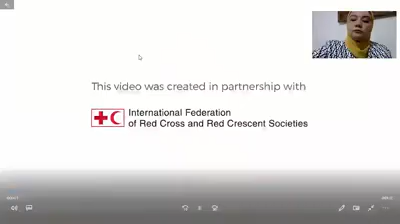 This video was created in partnership with
International Federation
of Red Cross and Red Crescent Societies